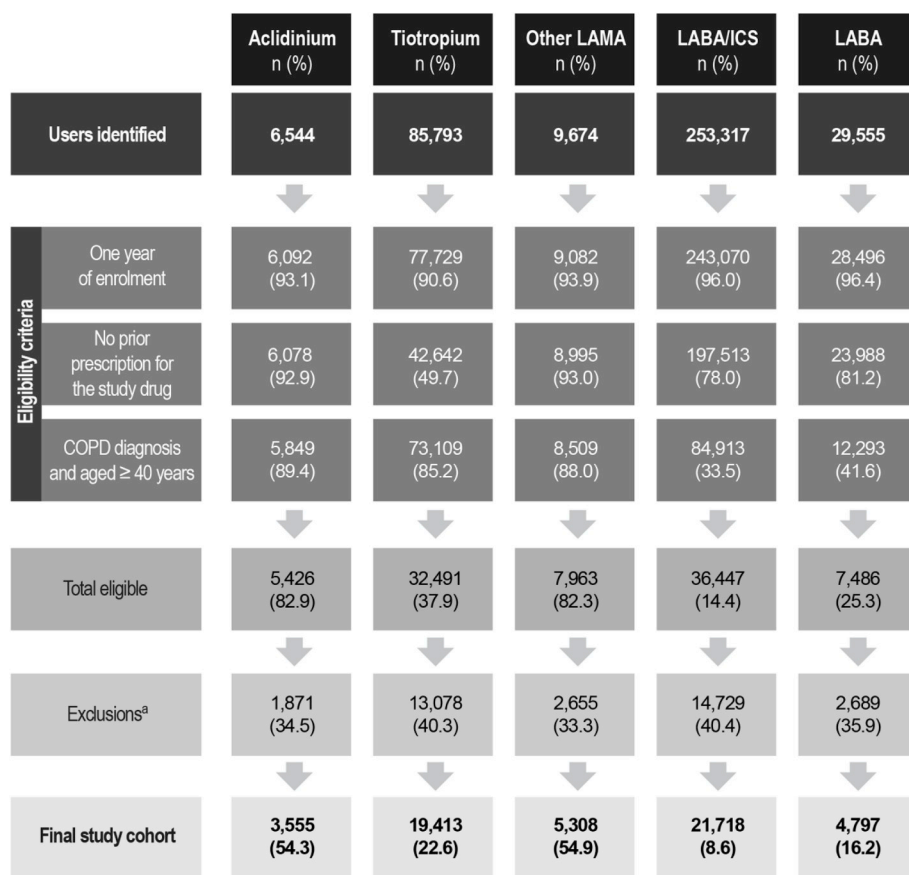 Aclidinium
n (%)
Tiotropium
n (%)
Other LAMA
n (%)
LABA/ICS
n (%)
LABA
n (%)
Users identified
6,544
85,793
9,674
253,317
29,555
Eligibility criteria
One year
of enrolment
6,092
(93.1)
77,729
(90.6)
9,082
(93.9)
243,070
(96.0)
28,496
(96.4)
No prior
prescription for
the study drug
6,078
(92.9)
42,642
(49.7)
8,995
(93.0)
197,513
(78.0)
23,988
(81.2)
COPD diagnosis
and aged ≥ 40 years
5,849
(89.4)
73,109
(85.2)
8,509
(88.0)
84,913
(33.5)
12,293
(41.6)
Total eligible
5,426
(82.9)
32,491
(37.9)
7,963
(82.3)
36,447
(14.4)
7,486
(25.3)
Exclusionsᵃ
1,871
(34.5)
13,078
(40.3)
2,655
(33.3)
14,729
(40.4)
2,689
(35.9)
Final study cohort
3,555
(54.3)
19,413
(22.6)
5,308
(54.9)
21,718
(8.6)
4,797
(16.2)